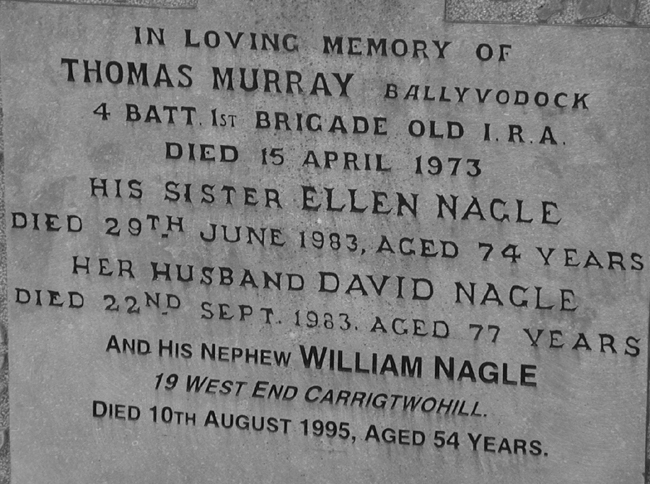 IN LOVING MEMORY OF
THOMAS MURRAY BALLYVODOCK
4 BATT. 1ST BRIGADE OLD I.R.A.
DIED 15 APRIL 1973
HIS SISTER ELLEN NAGLE
DIED 29TH JUNE 1983, AGED 74 YEARS
HER HUSBAND DAVID NAGLE
DIED 22ND SEPT. 1983. AGED 77 YEARS
AND HIS NEPHEW WILLIAM NAGLE
19 WEST END CARRIGTWOHILL.
DIED 10TH AUGUST 1995, AGED 54 YEARS.